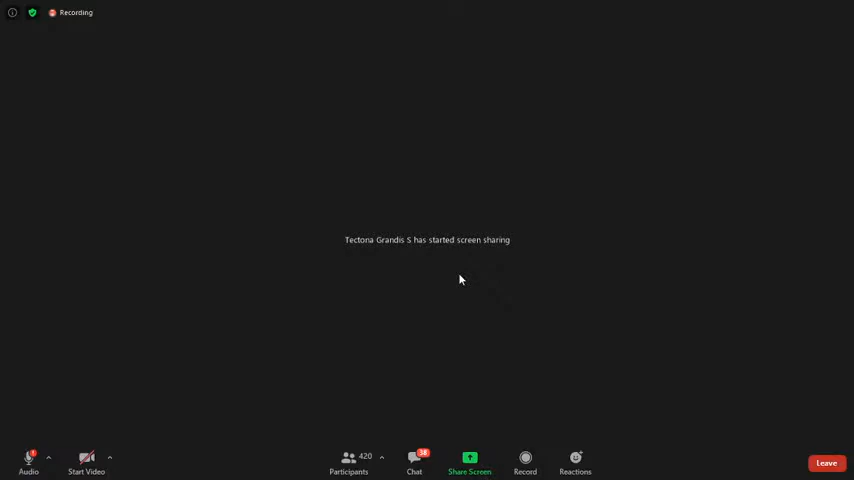 Recording
Tectona Grandis S has started screen sharing
420
38
Audio
Start Video
Participants
Chat
Share Screen
Record
Reactions
Leave